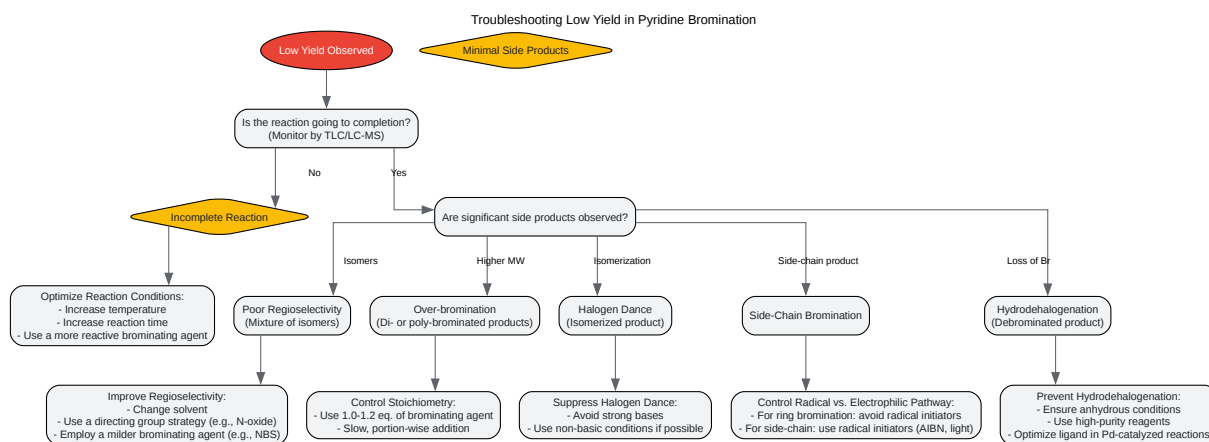 Troubleshooting Low Yield in Pyridine Bromination
Low Yield Observed
Minimal Side Products
Is the reaction going to completion?
(Monitor by TLC/LC-MS)
No
Yes
Incomplete Reaction
Are significant side products observed?
Isomers
Higher MW
Isomerization
Side-chain product
Loss of Br
Optimize Reaction Conditions:
- Increase temperature
- Increase reaction time
- Use a more reactive brominating agent
Poor Regioselectivity
(Mixture of isomers)
Over-bromination
(Di- or poly-brominated products)
Halogen Dance
(Isomerized product)
Side-Chain Bromination
Hydrodehalogenation
(Debrominated product)
Improve Regioselectivity:
- Change solvent
- Use a directing group strategy (e.g., N-oxide)
- Employ a milder brominating agent (e.g., NBS)
Control Stoichiometry:
- Use 1.0-1.2 eq. of brominating agent
- Slow, portion-wise addition
Suppress Halogen Dance:
- Avoid strong bases
- Use non-basic conditions if possible
Control Radical vs. Electrophilic Pathway:
- For ring bromination: avoid radical initiators
- For side-chain: use radical initiators (AIBN, light)
Prevent Hydrodehalogenation:
- Ensure anhydrous conditions
- Use high-purity reagents
- Optimize ligand in Pd-catalyzed reactions